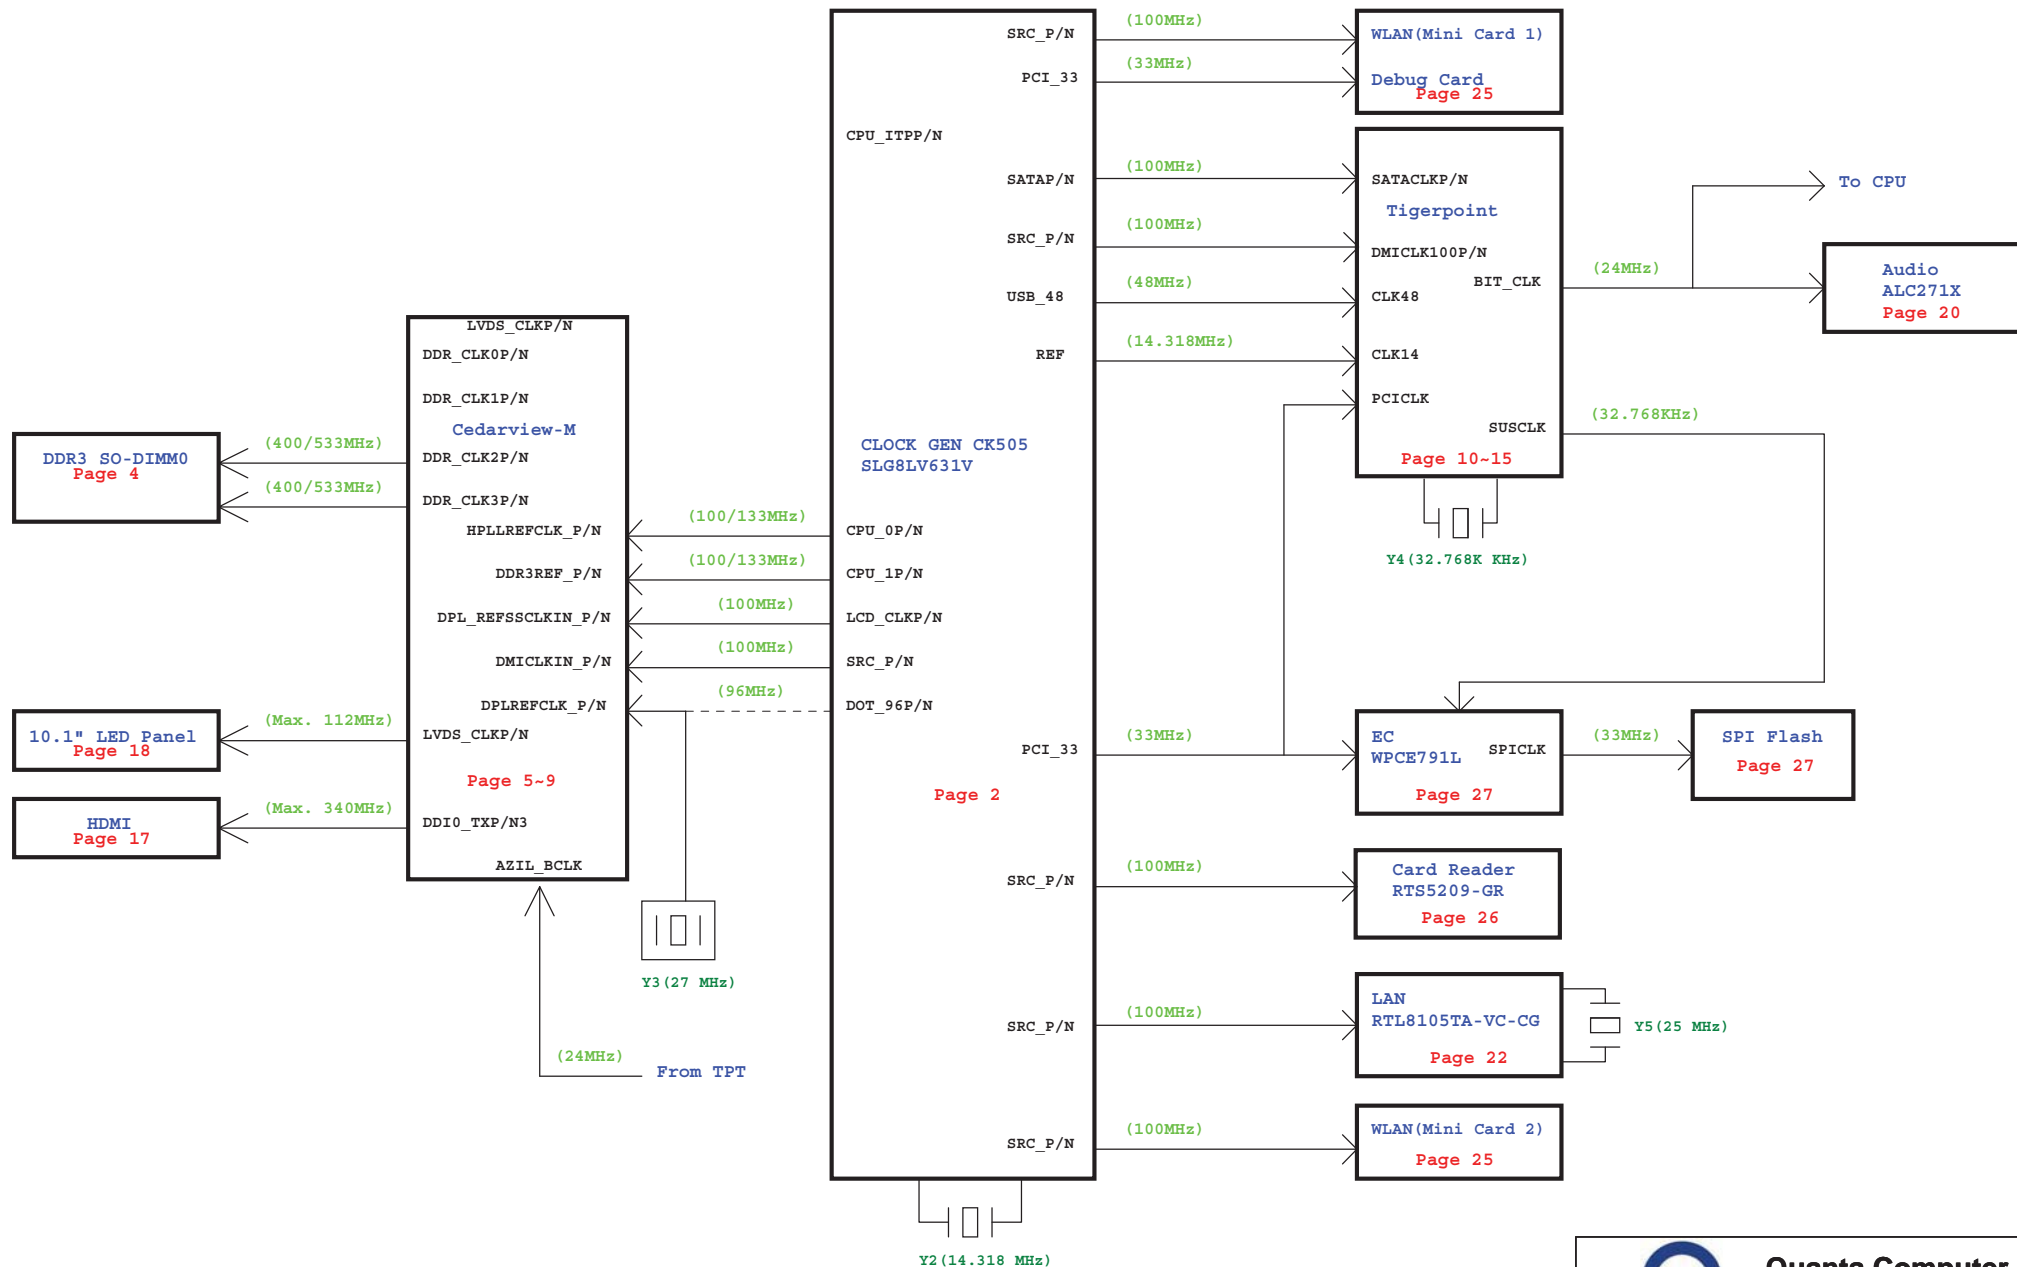 LVDS_CLKP/N
DDR_CLK0P/N
DDR_CLK1P/N
Cedarview-M
DDR_CLK2P/N
DDR_CLK3P/N
HPLLREFCLK_P/N
DDR3REF_P/N
DPL_REFSSCLKIN_P/N
DMICLKIN_P/N
DPLREFCLK_P/N
LVDS_CLKP/N
Page 5~9
DDI0_TXP/N3
AZIL_BCLK
(400/533MHz)
DDR3 SO-DIMM0
Page 4
(400/533MHz)
(Max. 112MHz)
10.1" LED Panel
Page 18
(Max. 340MHz)
HDMI
Page 17
(100/133MHz)
(100/133MHz)
(100MHz)
(100MHz)
(96MHz)
Y3(27 MHz)
(24MHz)
From TPT
SRC_P/N
PCI_33
CPU_ITPP/N
SATAP/N
SRC_P/N
USB_48
REF
CLOCK GEN CK505
SLG8LV631V
CPU_0P/N
CPU_1P/N
LCD_CLKP/N
SRC_P/N
DOT_96P/N
PCI_33
Page 2
SRC_P/N
SRC_P/N
SRC_P/N
Y2(14.318 MHz)
(100MHz)
(33MHz)
WLAN(Mini Card 1)
Debug Card
Page 25
(100MHz)
(100MHz)
(48MHz)
(14.318MHz)
SATACLKP/N
Tigerpoint
DMICLK100P/N
BIT_CLK
CLK48
CLK14
PCICLK
SUSCLK
Page 10~15
Y4(32.768K KHz)
(24MHz)
To CPU
Audio
ALC271X
Page 20
(32.768KHz)
(33MHz)
EC
WPCE791L
SPICLK
Page 27
(33MHz)
SPI Flash
Page 27
(100MHz)
Card Reader
RTS5209-GR
Page 26
(100MHz)
LAN
RTL8105TA-VC-CG
Page 22
Y5(25 MHz)
(100MHz)
WLAN(Mini Card 2)
Page 25
Quanta Computer